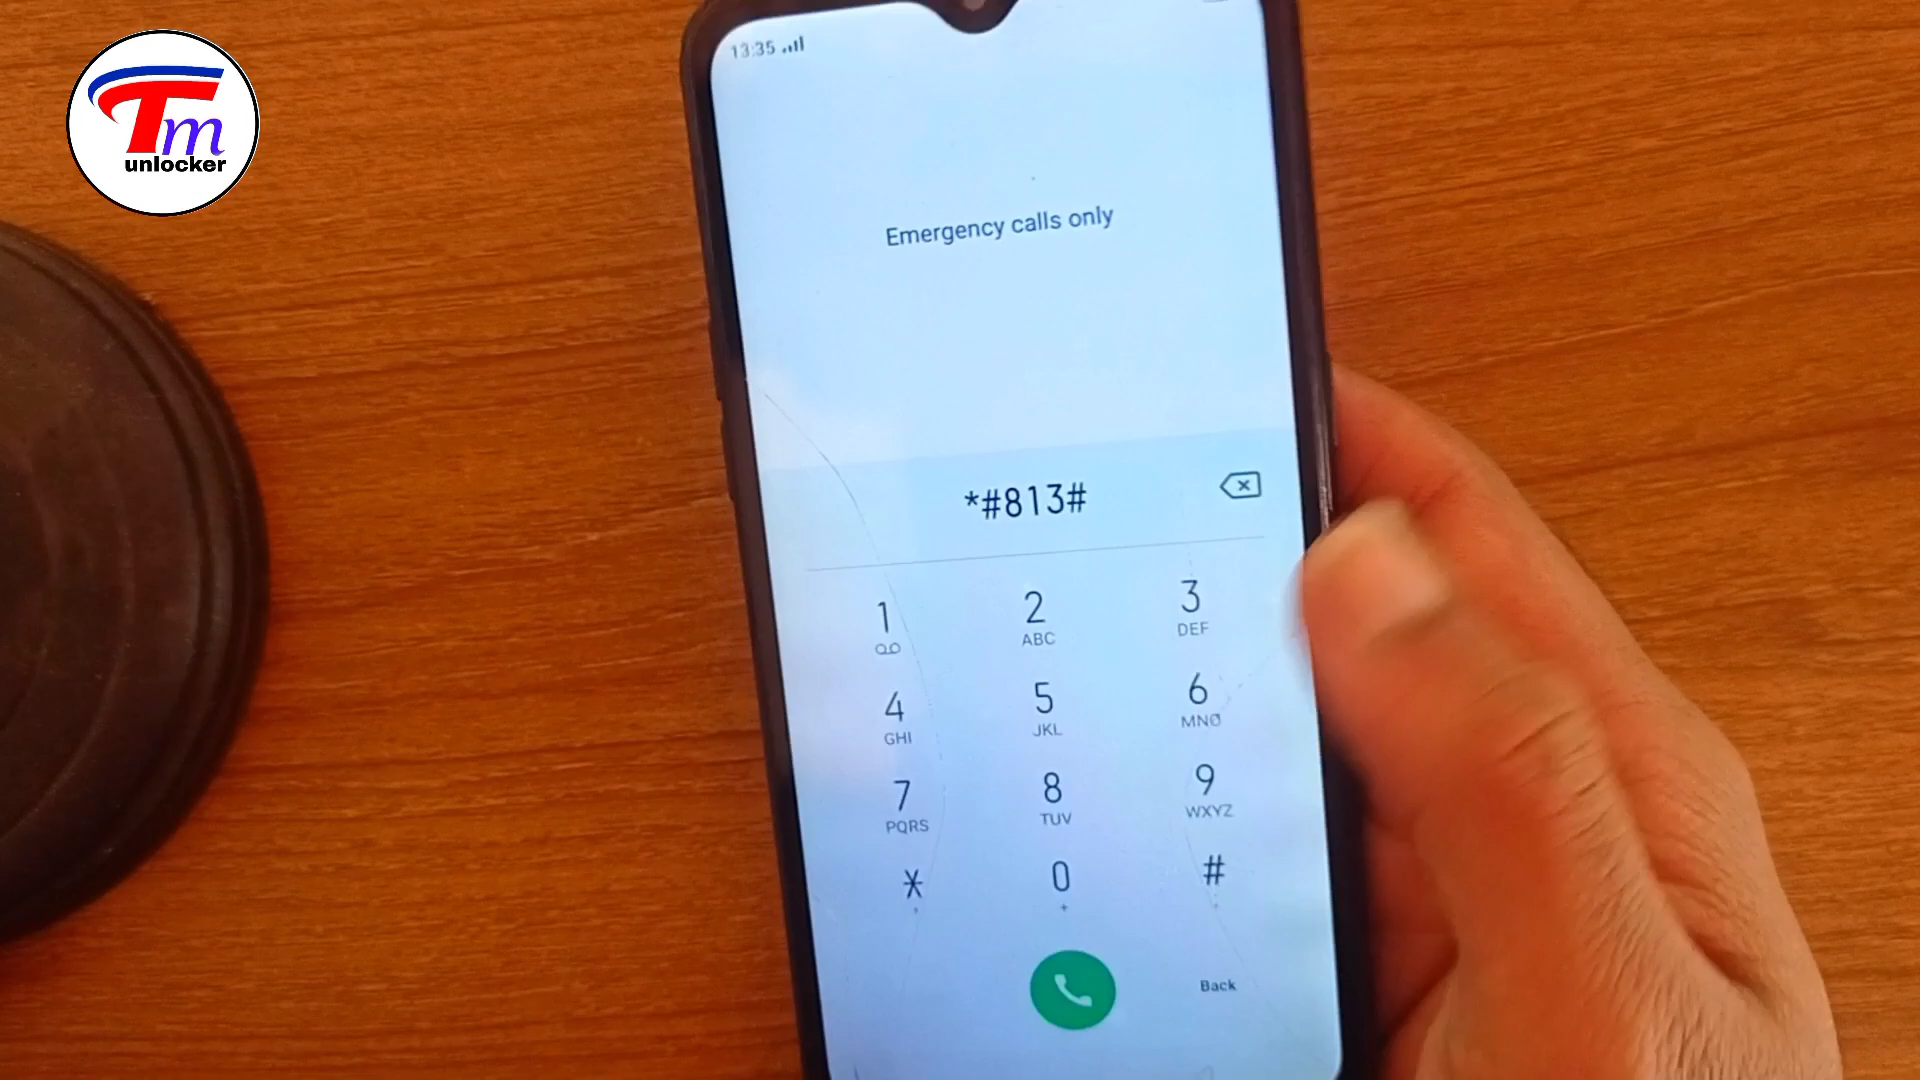 Tm
unlocker
13:35
Emergency calls only
*#813#
1 2 3
ABC DEF
4 5 6
GHI JKL MNO
7 8 9
PQRS TUV WXYZ
* 0 #
+
Back